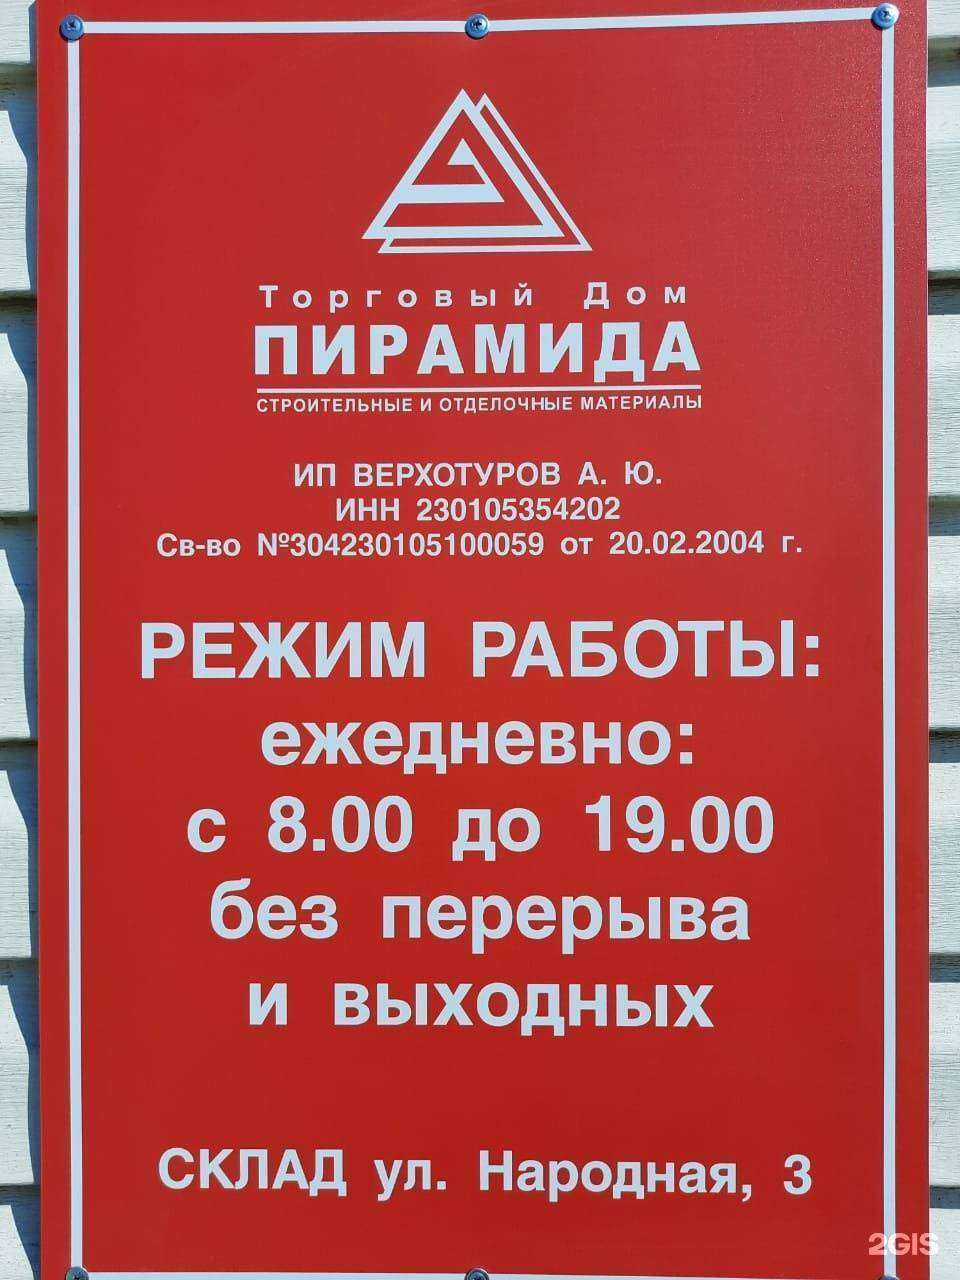 Торговый Дом
ПИРАМИДА
СТРОИТЕЛЬНЫЕ И ОТДЕЛОЧНЫЕ МАТЕРИАЛЫ
ИП ВЕРХОТУРОВ А. Ю.
ИНН 230105354202
Св-во №304230105100059 от 20.02.2004 г.
РЕЖИМ РАБОТЫ:
ежедневно:
с 8.00 до 19.00
без перерыва
и выходных
СКЛАД ул. Народная, 3
2GIS